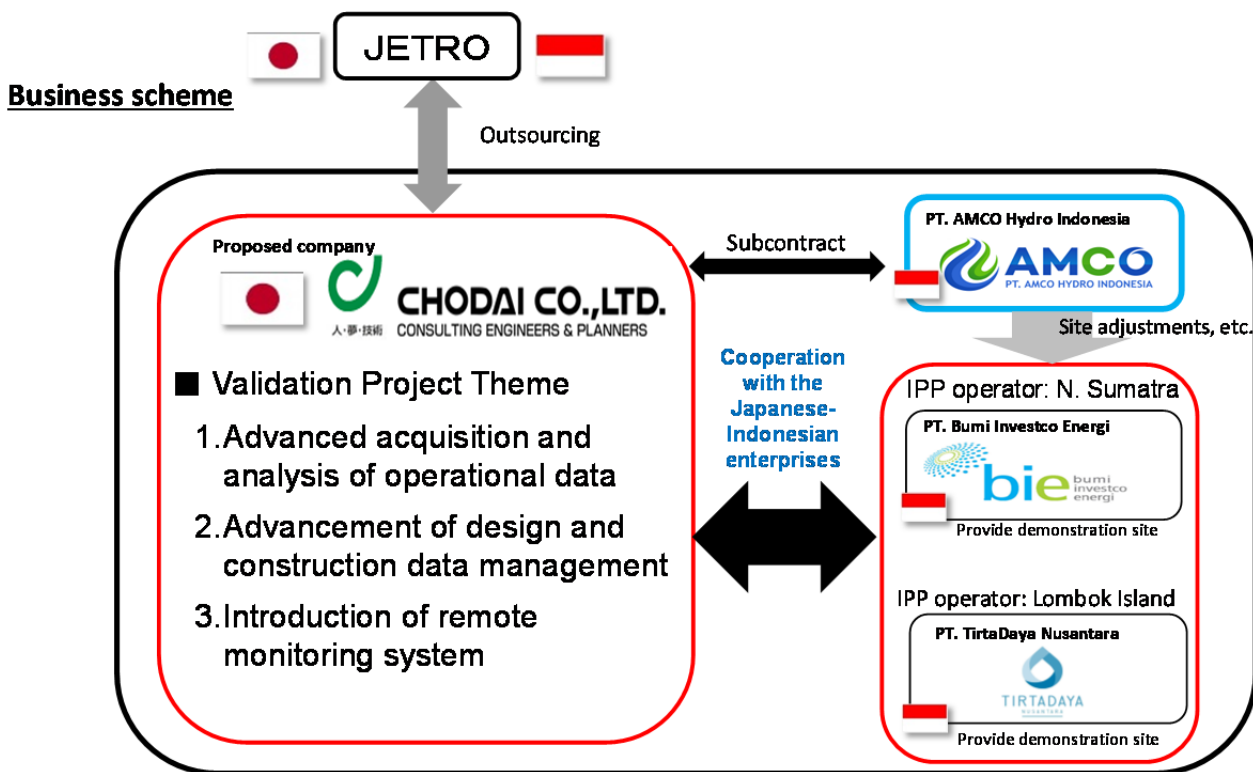 JETRO
Business scheme
Outsourcing
Proposed company
人・夢・技術
CHODAI CO.,LTD.
CONSULTING ENGINEERS & PLANNERS
■ Validation Project Theme
1.Advanced acquisition and
analysis of operational data
2.Advancement of design and
construction data management
3.Introduction of remote
monitoring system
Subcontract
Cooperation
with the
Japanese-
Indonesian
enterprises
PT. AMCO Hydro Indonesia
AMCO
PT. AMCO HYDRO INDONESIA
Site adjustments, etc.
IPP operator: N. Sumatra
PT. Bumi Investco Energi
bie
bumi
investco
energi
Provide demonstration site
IPP operator: Lombok Island
PT. TirtaDaya Nusantara
TIRTADAYA
NUSANTARA
Provide demonstration site